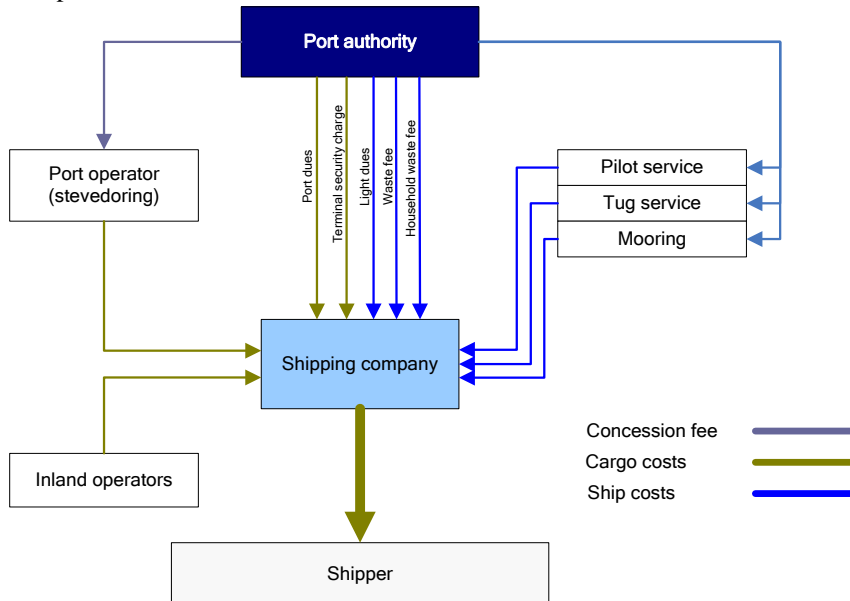 Port authority
Port dues
Terminal security charge
Light dues
Waste fee
Household waste fee
Port operator
(stevedoring)
Pilot service
Tug service
Mooring
Shipping company
Inland operators
Concession fee
Cargo costs
Ship costs
Shipper